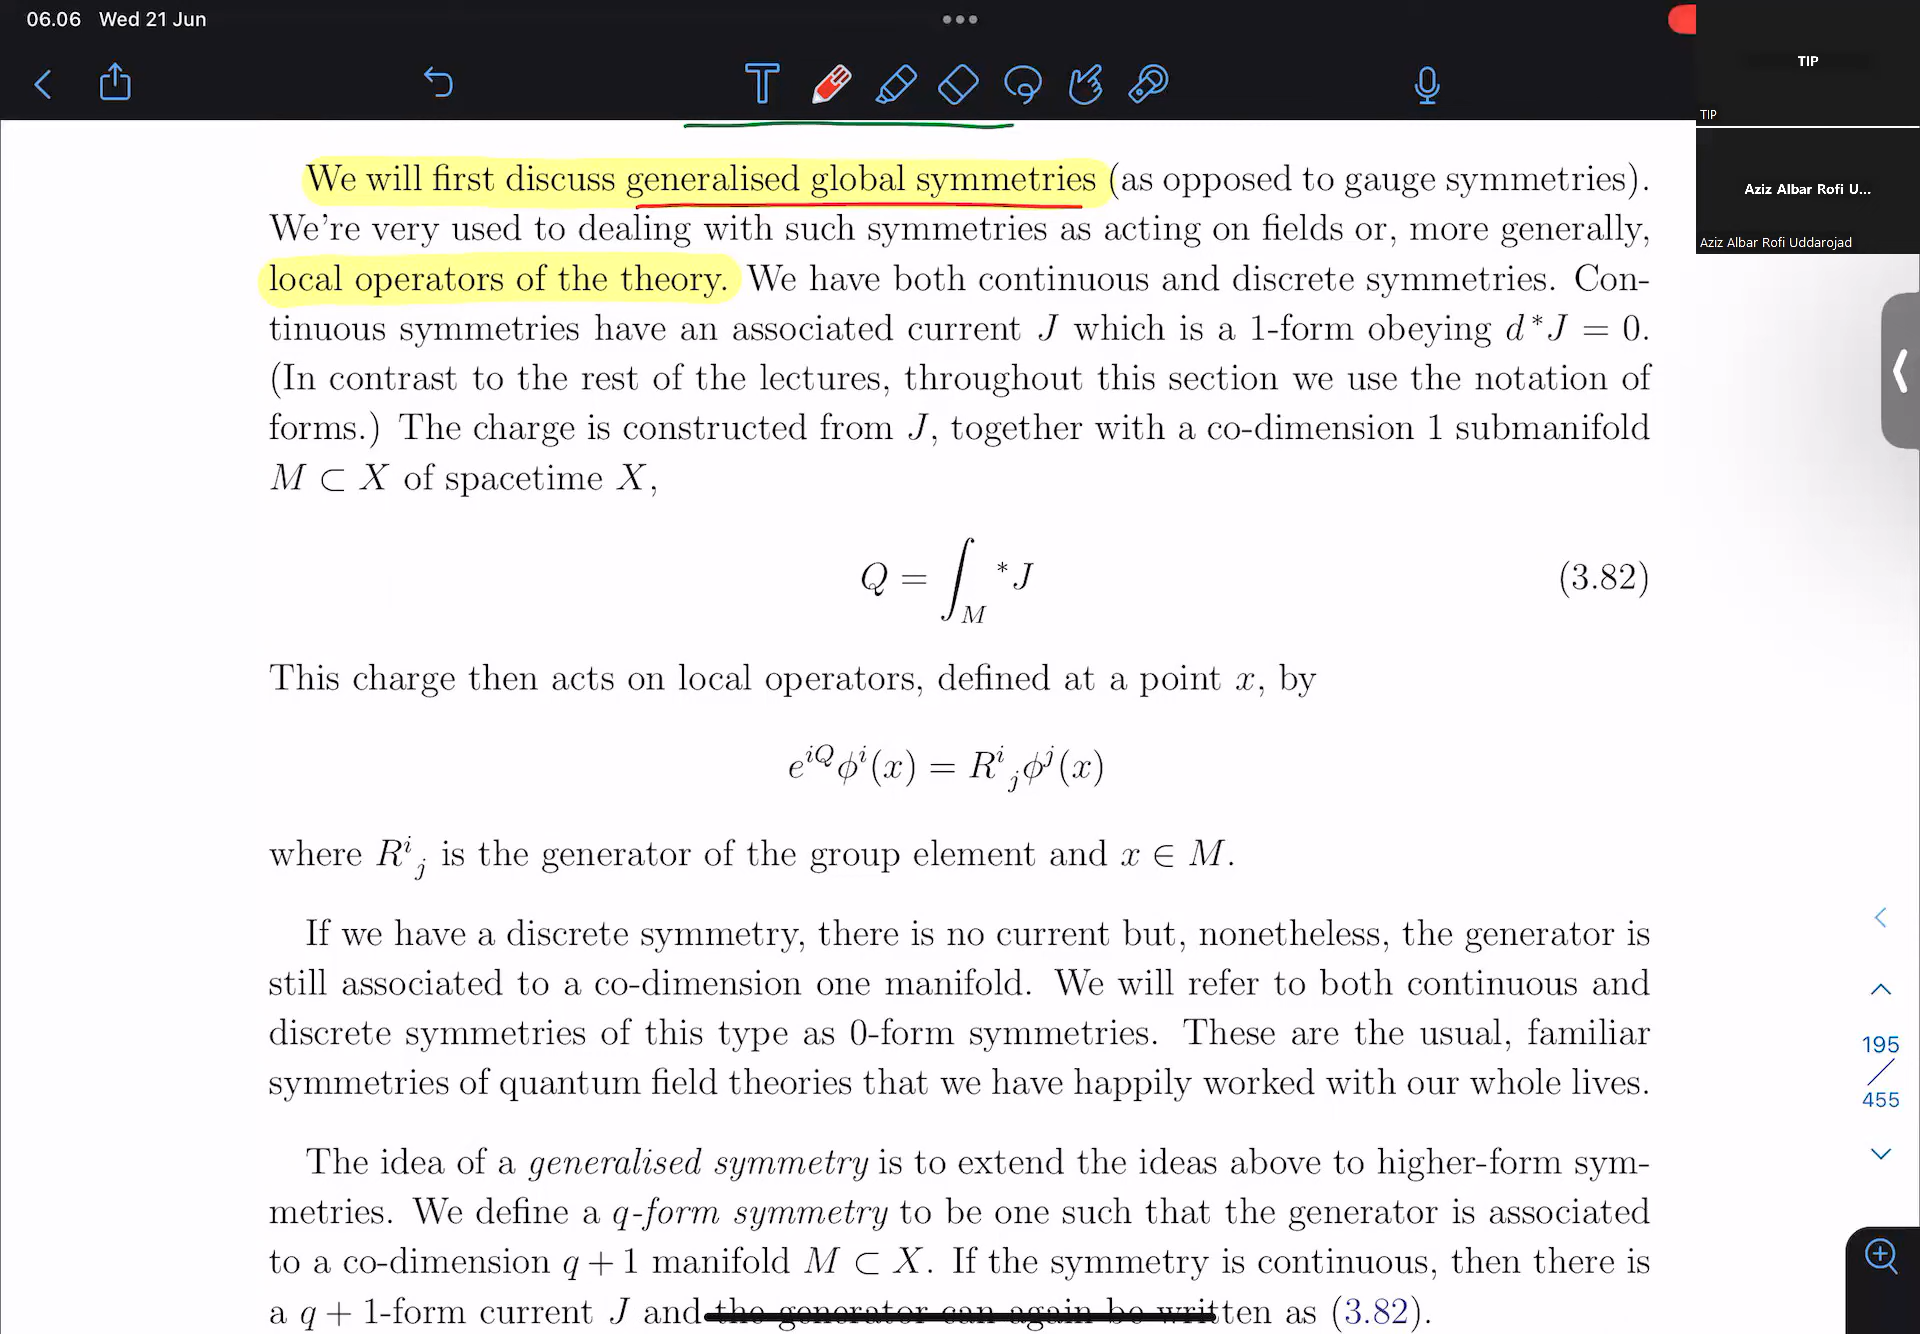 06.06 Wed 21 Jun
TIP
TIP
Aziz Albar Rofi U...
Aziz Albar Rofi Uddarojad
We will first discuss generalised global symmetries (as opposed to gauge symmetries).
We're very used to dealing with such symmetries as acting on fields or, more generally,
local operators of the theory. We have both continuous and discrete symmetries. Con-
tinuous symmetries have an associated current J which is a 1-form obeying d*J = 0.
(In contrast to the rest of the lectures, throughout this section we use the notation of
forms.) The charge is constructed from J, together with a co-dimension 1 submanifold
M ⊂ X of spacetime X,
Q = ∫_M *J (3.82)
This charge then acts on local operators, defined at a point x, by
e^{iQ} ϕ^i(x) = R^i_j ϕ^j(x)
where R^i_j is the generator of the group element and x ∈ M.
If we have a discrete symmetry, there is no current but, nonetheless, the generator is
still associated to a co-dimension one manifold. We will refer to both continuous and
discrete symmetries of this type as 0-form symmetries. These are the usual, familiar
symmetries of quantum field theories that we have happily worked with our whole lives.
The idea of a generalised symmetry is to extend the ideas above to higher-form sym-
metries. We define a q-form symmetry to be one such that the generator is associated
to a co-dimension q + 1 manifold M ⊂ X. If the symmetry is continuous, then there is
a q + 1-form current J and the generator can again be written as (3.82).
195
/
455